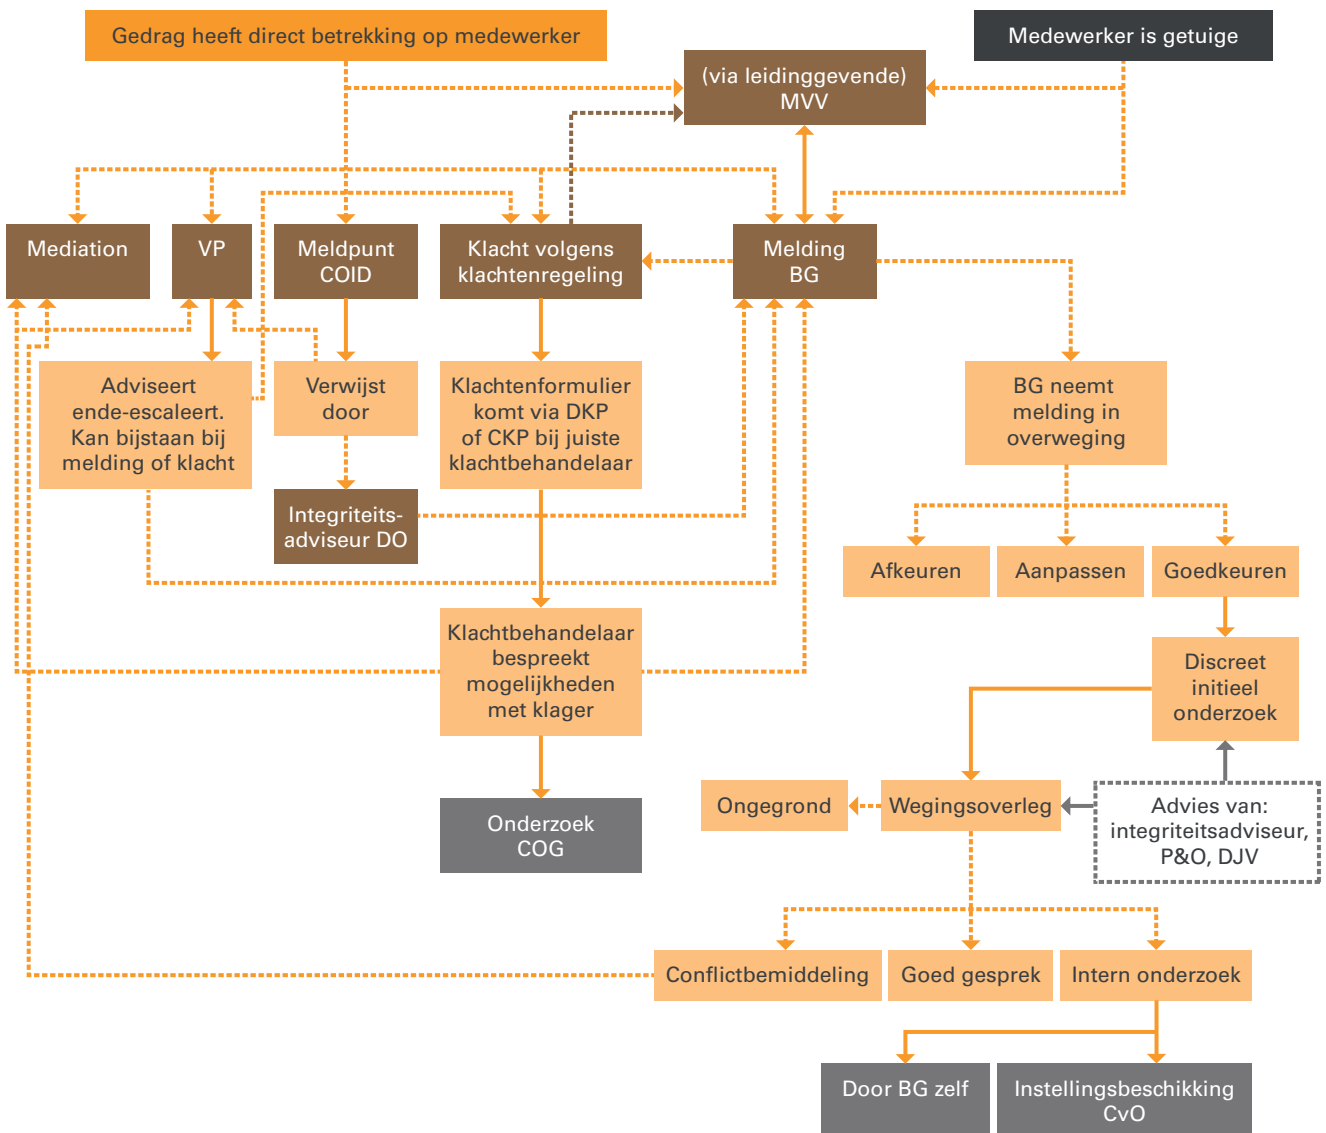 Gedrag heeft direct betrekking op medewerker
Medewerker is getuige
(via leidinggevende)
MVV
Mediation
VP
Meldpunt
COID
Klacht volgens
klachtenregeling
Melding
BG
Adviseert
ende-escaleert.
Kan bijstaan bij
melding of klacht
Verwijst
door
Klachtenformulier
komt via DKP
of CKP bij juiste
klachtbehandelaar
BG neemt
melding in
overweging
Integriteits-
adviseur DO
Afkeuren
Aanpassen
Goedkeuren
Klachtbehandelaar
bespreekt
mogelijkheden
met klager
Discreet
initieel
onderzoek
Ongegrond
Wegingsoverleg
Advies van:
integriteitsadviseur,
P&O, DJV
Onderzoek
COG
Conflictbemiddeling
Goed gesprek
Intern onderzoek
Door BG zelf
Instellingsbeschikking
CvO